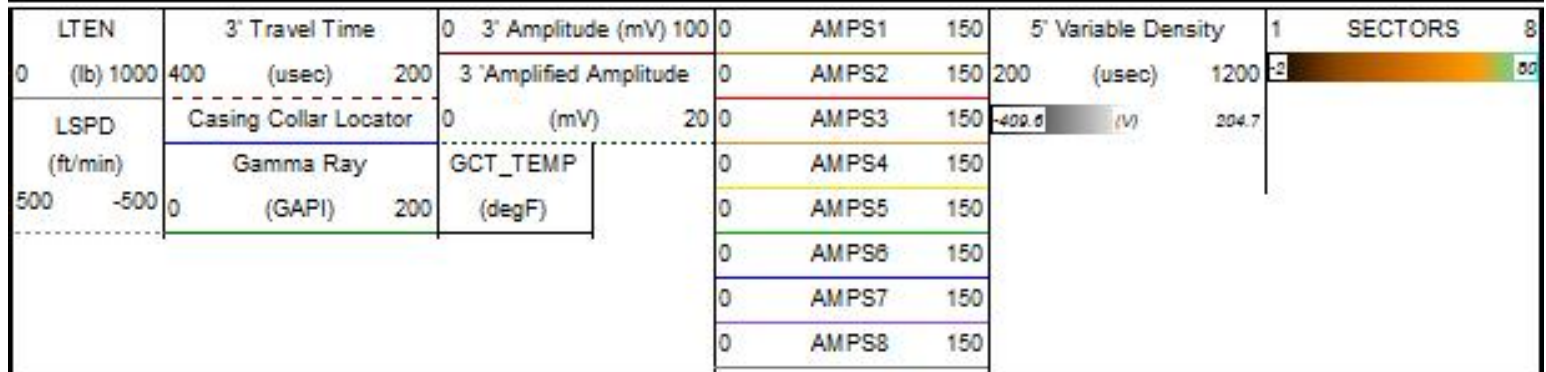 LTEN
0 (lb) 1000
LSPD
(ft/min)
500 -500
3' Travel Time
400 (usec) 200
Casing Collar Locator
Gamma Ray
0 (GAPI) 200
0 3' Amplitude (mV) 100
3 'Amplified Amplitude
0 (mV) 20
GCT_TEMP
(degF)
0 AMPS1 150
0 AMPS2 150
0 AMPS3 150
0 AMPS4 150
0 AMPS5 150
0 AMPS6 150
0 AMPS7 150
0 AMPS8 150
5' Variable Density
200 (usec) 1200
-409.6 (V) 204.7
1 SECTORS 8
-2